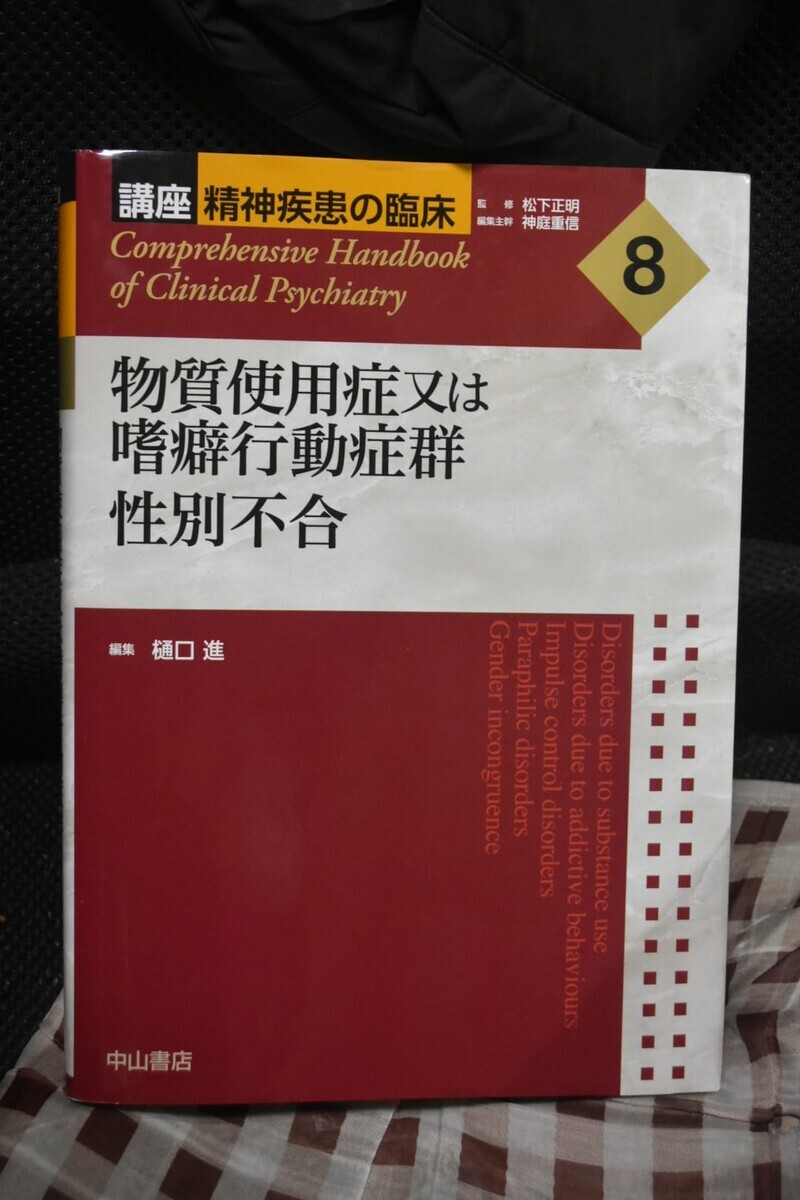 講座 精神疾患の臨床
監修 松下正明
編集主幹 神庭重信
Comprehensive Handbook
of Clinical Psychiatry
8
物質使用症又は
嗜癖行動症群
性別不合
編集 樋口 進
Disorders due to substance use
Disorders due to addictive behaviours
Impulse control disorders
Paraphilic disorders
Gender incongruence
中山書店